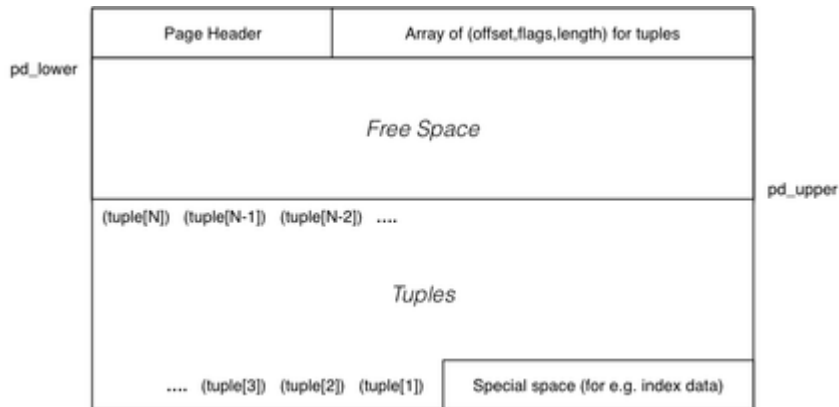 Page Header
Array of (offset,flags,length) for tuples
pd_lower
Free Space
pd_upper
(tuple[N]) (tuple[N-1]) (tuple[N-2]) ....
Tuples
.... (tuple[3]) (tuple[2]) (tuple[1])
Special space (for e.g. index data)